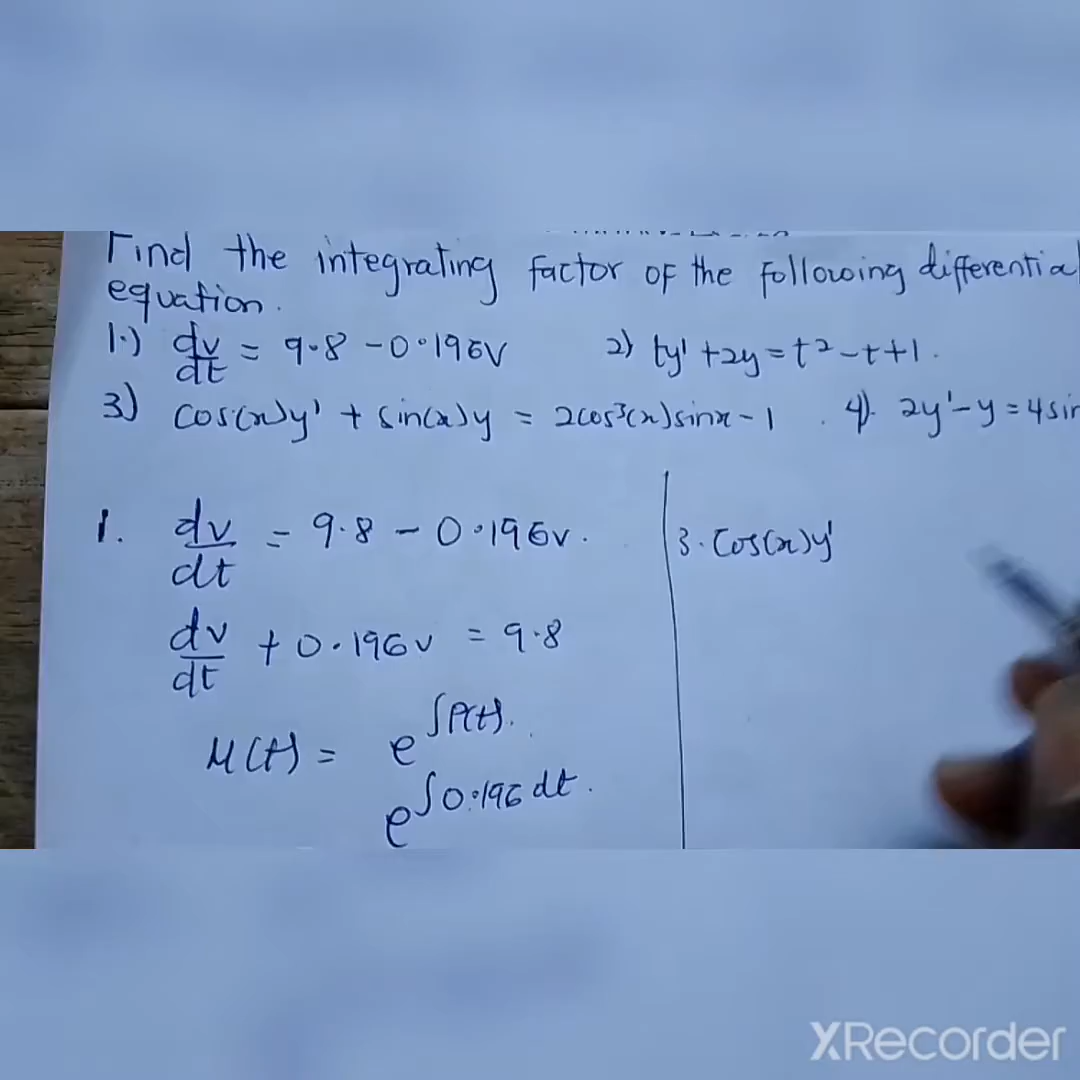 Find the integrating factor of the following differentia
equation.
1.) dv/dt = 9.8 - 0.196v 2) ty' + 2y = t² - t + 1.
3) cos(x)y' + sin(x)y = 2cos³(x)sinx - 1 . 4). 2y' - y = 4sin
1. dv/dt = 9.8 - 0.196v.
dv/dt + 0.196v = 9.8
M(t) = e^∫P(t).
e^∫0.196 dt.
3. Cos(x)y'
XRecorder